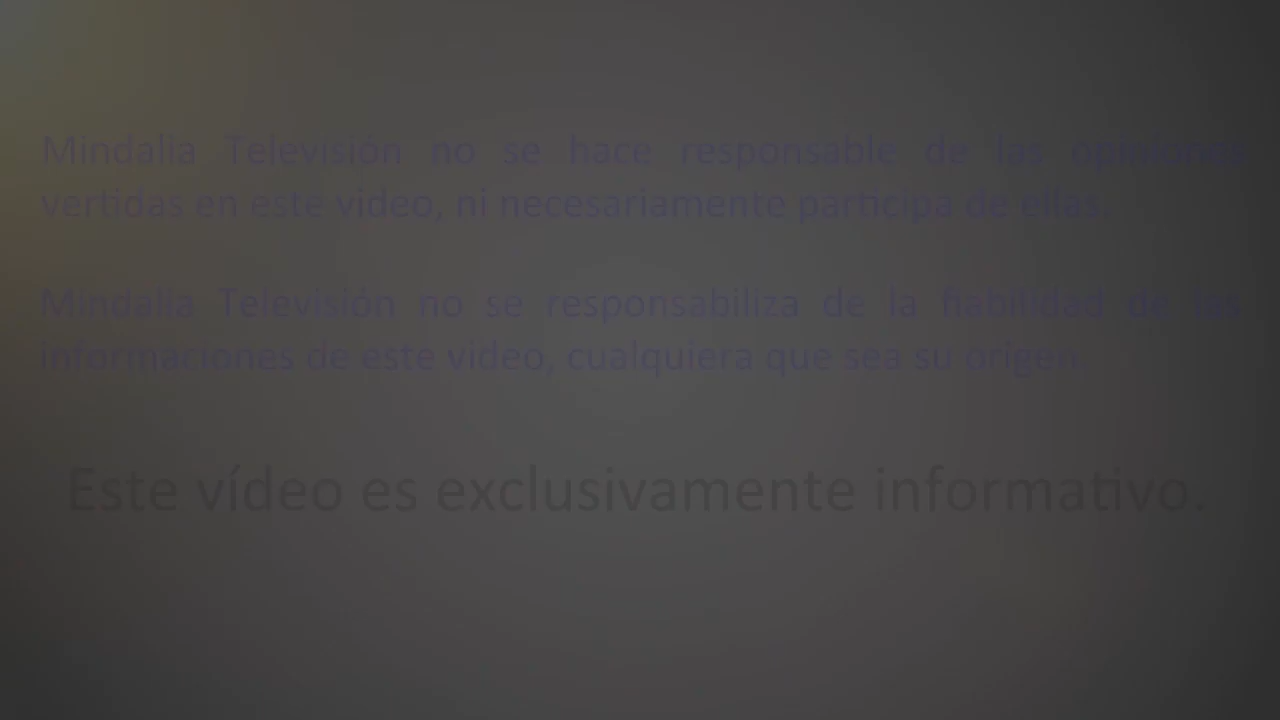 Mindalia Televisión no se hace responsable de las opiniones
vertidas en este video, ni necesariamente participa de ellas.
Mindalia Televisión no se responsabiliza de la fiabilidad de las
informaciones de este video, cualquiera que sea su origen.
Este vídeo es exclusivamente informativo.